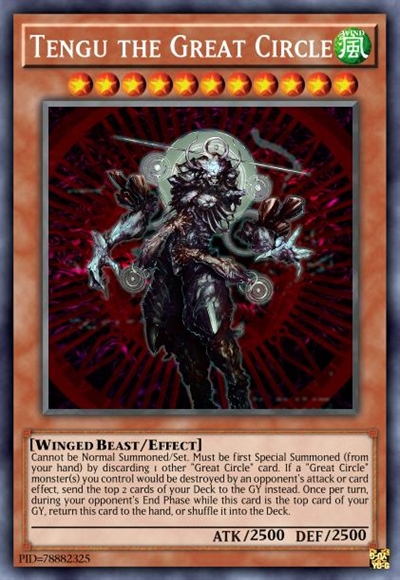 TENGU THE GREAT CIRCLE
WIND
風
[WINGED BEAST/EFFECT]
Cannot be Normal Summoned/Set. Must be first Special Summoned (from
your hand) by discarding 1 other "Great Circle" card. If a "Great Circle"
monster(s) you control would be destroyed by an opponent's attack or card
effect, send the top 2 cards of your Deck to the GY instead. Once per turn,
during your opponent's End Phase while this card is the top card of your
GY, return this card to the hand, or shuffle it into the Deck.
ATK/2500 DEF/2500
PID=78882325